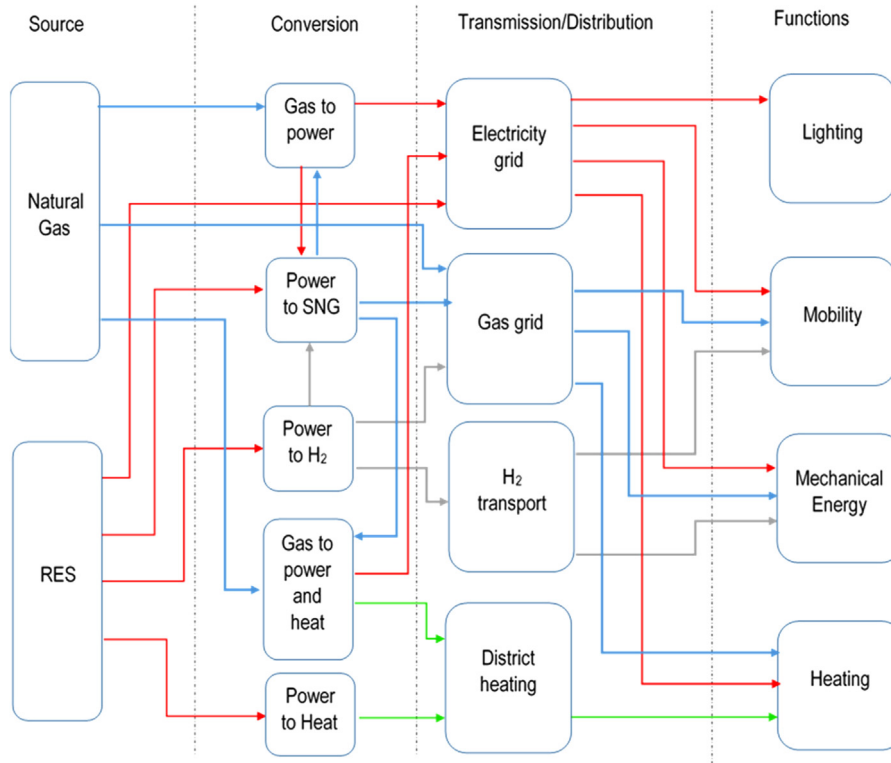 Source
Conversion
Transmission/Distribution
Functions
Natural
Gas
RES
Gas to
power
Power
to SNG
Power
to H₂
Gas to
power
and
heat
Power
to Heat
Electricity
grid
Gas grid
H₂
transport
District
heating
Lighting
Mobility
Mechanical
Energy
Heating